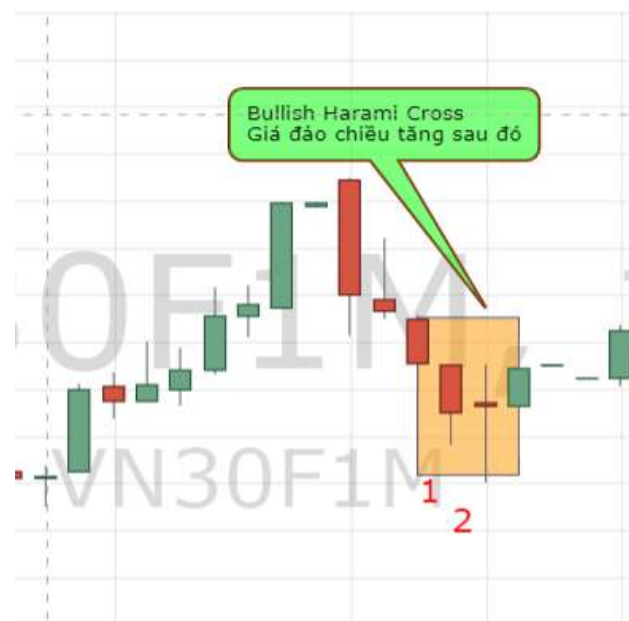 Bullish Harami Cross
Giá đảo chiều tăng sau đó
0F1M,
VN30F1M
1
2